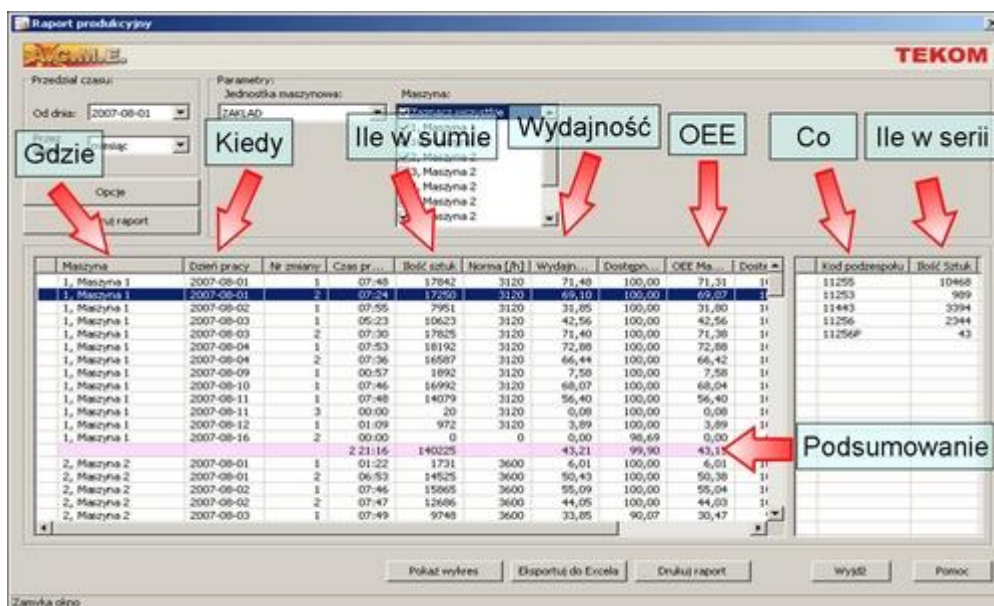 Raport produkcyjny
A.C.M.E.
TEKOM
Przedział czasu:
Parametry:
Jednostka maszynowa:
Maszyna:
Od dnia: 2007-08-01
ZAKLAD
Gdzie
Kiedy
Ile w sumie
Wydajność
OEE
Co
Ile w serii
3, Maszyna 2
Maszyna 2
Maszyna 2
Opcje
raport
Maszyna Dzień pracy Nr zmiany Czas pr... Ilość sztuk Norma [/h] Wydajn... Dostępn... OEE Ma...
1, Maszyna 1 2007-08-01 1 07:48 17842 3120 71,48 100,00 71,31
1, Maszyna 1 2007-08-01 2 07:24 17250 3120 69,10 100,00 69,07
1, Maszyna 1 2007-08-02 1 07:55 7951 3120 31,85 100,00 31,80
1, Maszyna 1 2007-08-03 1 05:23 10623 3120 42,56 100,00 42,56
1, Maszyna 1 2007-08-03 2 07:30 17825 3120 71,40 100,00 71,38
1, Maszyna 1 2007-08-04 1 07:53 18192 3120 72,88 100,00 72,88
1, Maszyna 1 2007-08-04 2 07:36 16587 3120 66,44 100,00 66,42
1, Maszyna 1 2007-08-09 1 00:57 1892 3120 7,58 100,00 7,58
1, Maszyna 1 2007-08-10 1 07:46 16992 3120 68,07 100,00 68,04
1, Maszyna 1 2007-08-11 1 07:48 14079 3120 56,40 100,00 56,40
1, Maszyna 1 2007-08-11 3 00:00 20 3120 0,08 100,00 0,08
1, Maszyna 1 2007-08-12 1 01:09 972 3120 3,89 100,00 3,89
1, Maszyna 1 2007-08-16 2 00:00 0 0 0,00 98,69 0,00
2 21:16 140225 43,21 99,90
2, Maszyna 2 2007-08-01 1 01:22 1731 3600 6,01 100,00 6,01
2, Maszyna 2 2007-08-01 2 06:53 14525 3600 50,43 100,00 50,38
2, Maszyna 2 2007-08-02 1 07:46 15865 3600 55,09 100,00 55,04
2, Maszyna 2 2007-08-02 2 07:47 12686 3600 44,05 100,00 44,03
2, Maszyna 2 2007-08-03 1 07:49 9748 3600 33,85 90,07 30,47
Kod podzespołu Ilość Sztuk
11255 10468
11253 989
11443 3394
11256 2344
11256P 43
Podsumowanie
Pokaż wykres
Eksportuj do Excela
Drukuj raport
Wyjdź
Pomoc
Zamyka okno